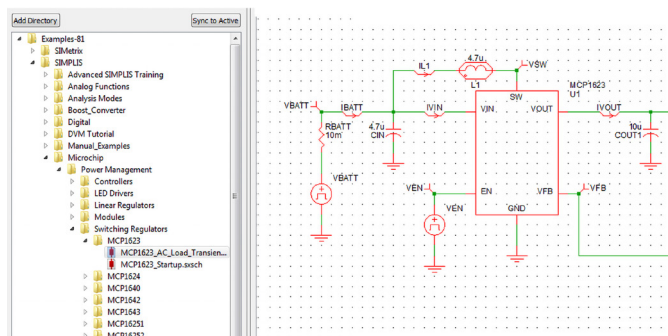 Add Directory
Sync to Active
Examples-81
SIMetrix
SIMPLIS
Advanced SIMPLIS Training
Analog Functions
Analysis Modes
Boost_Converter
Digital
DVM Tutorial
Manual_Examples
Microchip
Power Management
Controllers
LED Drivers
Linear Regulators
Modules
Switching Regulators
MCP1623
MCP1623_AC_Load_Transien...
MCP1623_Startup.sxsch
MCP1624
MCP1640
MCP1642
MCP1643
MCP16251
MCP16252
IL1
4.7u
L1
VSW
SW
MCP1623
U1
VBATT
IBATT
IVIN
VIN
VOUT
IVOUT
RBATT
10m
4.7u
CIN
10u
COUT1
VBATT
VEN
VEN
EN
VFB
VFB
GND